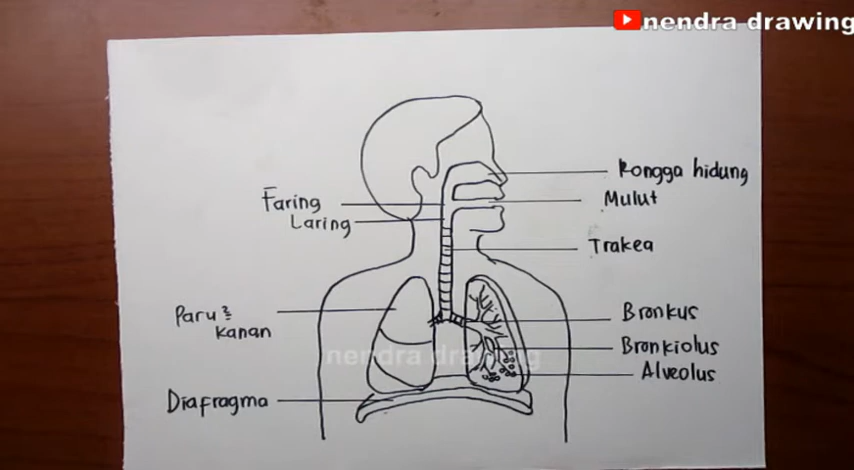 nendra drawing
Rongga hidung
Mulut
Faring
Laring
Trakea
Paru²
kanan
Bronkus
Bronkiolus
Alveolus
Diafragma
nendra drawing